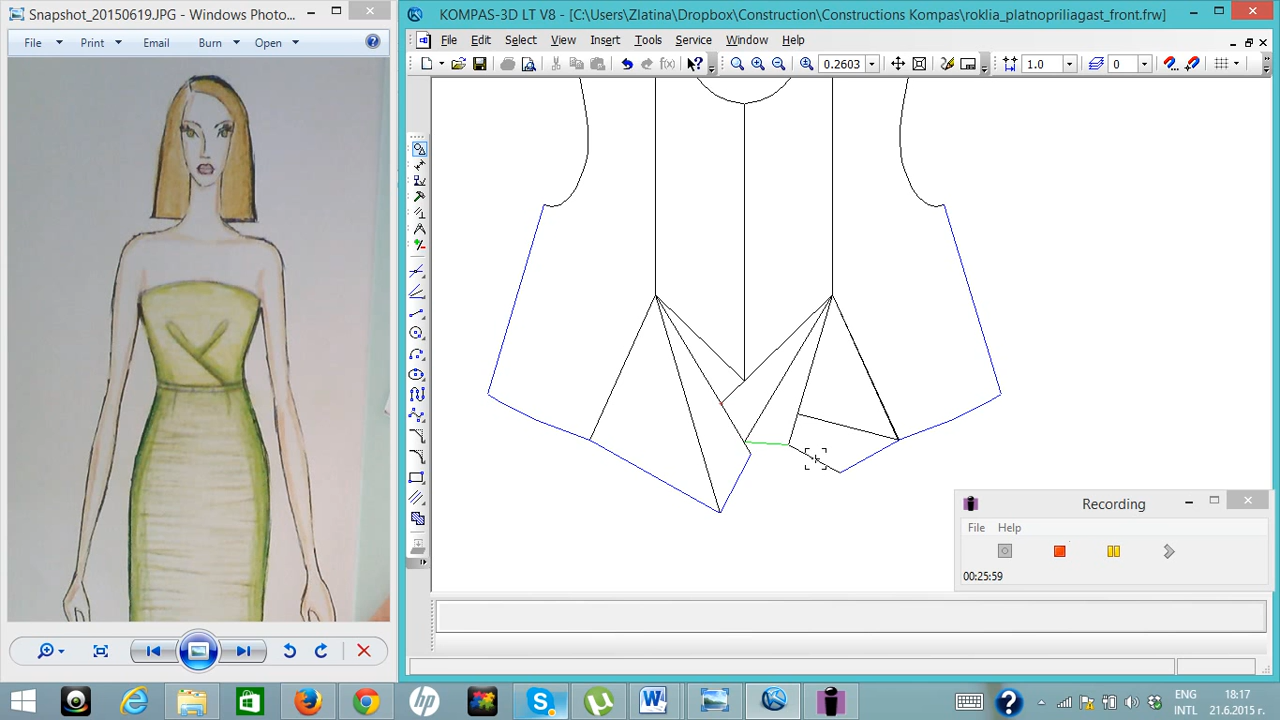 Snapshot_20150619.JPG - Windows Photo...
File Print Email Burn Open
KOMPAS-3D LT V8 - [C:\Users\Zlatina\Dropbox\Construction\Constructions Kompas\roklia_platnopriliagast_front.frw]
File Edit Select View Insert Tools Service Window Help
f(x) 0.2603 1.0 0
Recording
File Help
00:25:59
hp
ENG
INTL
18:17
21.6.2015 г.